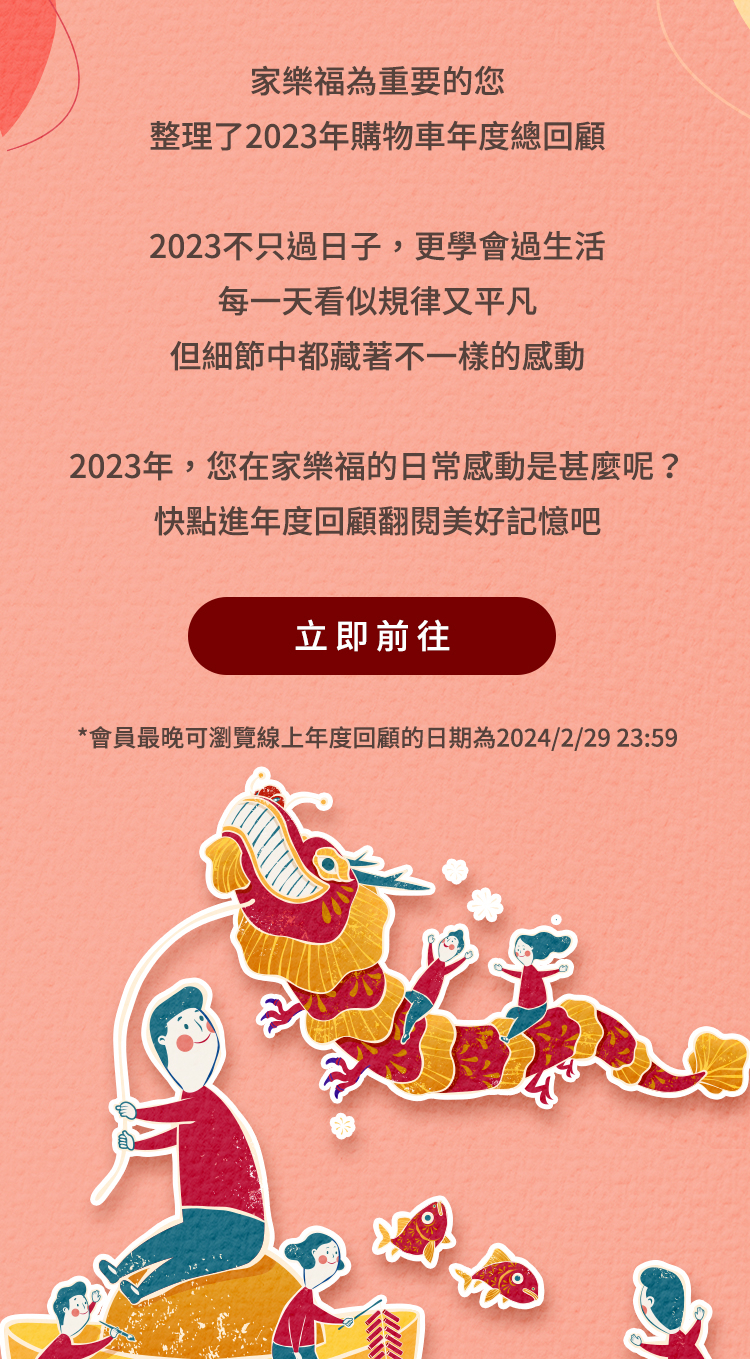 家樂福為重要的您
整理了2023年購物車年度總回顧
2023不只過日子，更學會過生活
每一天看似規律又平凡
但細節中都藏著不一樣的感動
2023年，您在家樂福的日常感動是甚麼呢？
快點進年度回顧翻閱美好記憶吧
立即前往
*會員最晚可瀏覽線上年度回顧的日期為2024/2/29 23:59